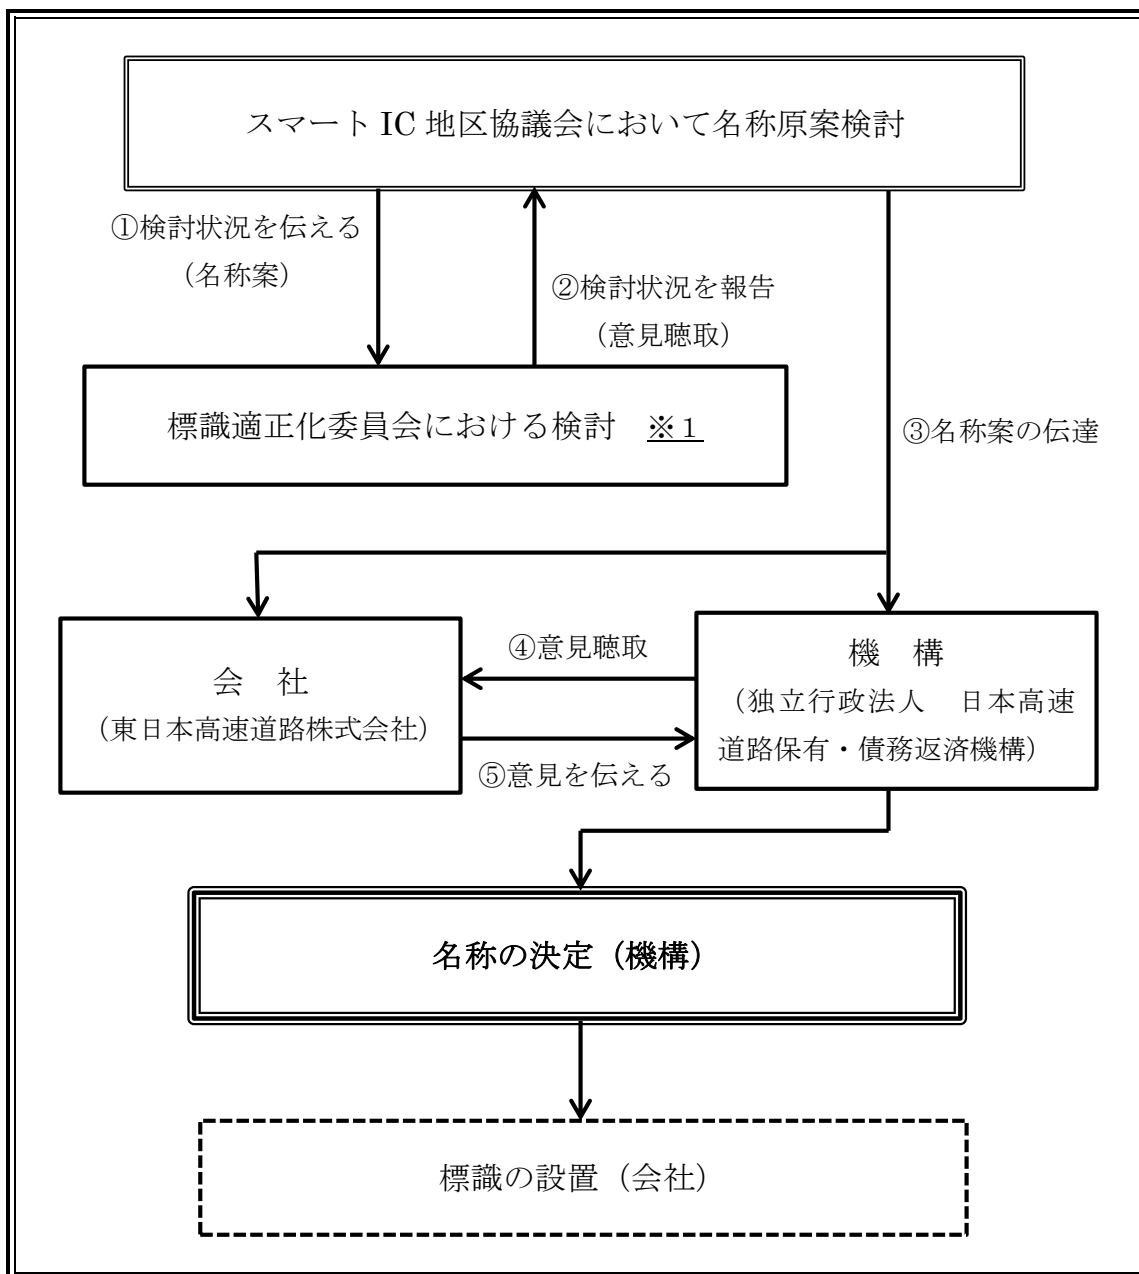 スマート IC 地区協議会において名称原案検討
①検討状況を伝える
（名称案）
②検討状況を報告
（意見聴取）
標識適正化委員会における検討　※１
③名称案の伝達
会　社
（東日本高速道路株式会社）
④意見聴取
⑤意見を伝える
機　構
（独立行政法人　日本高速
道路保有・債務返済機構）
名称の決定（機構）
標識の設置（会社）